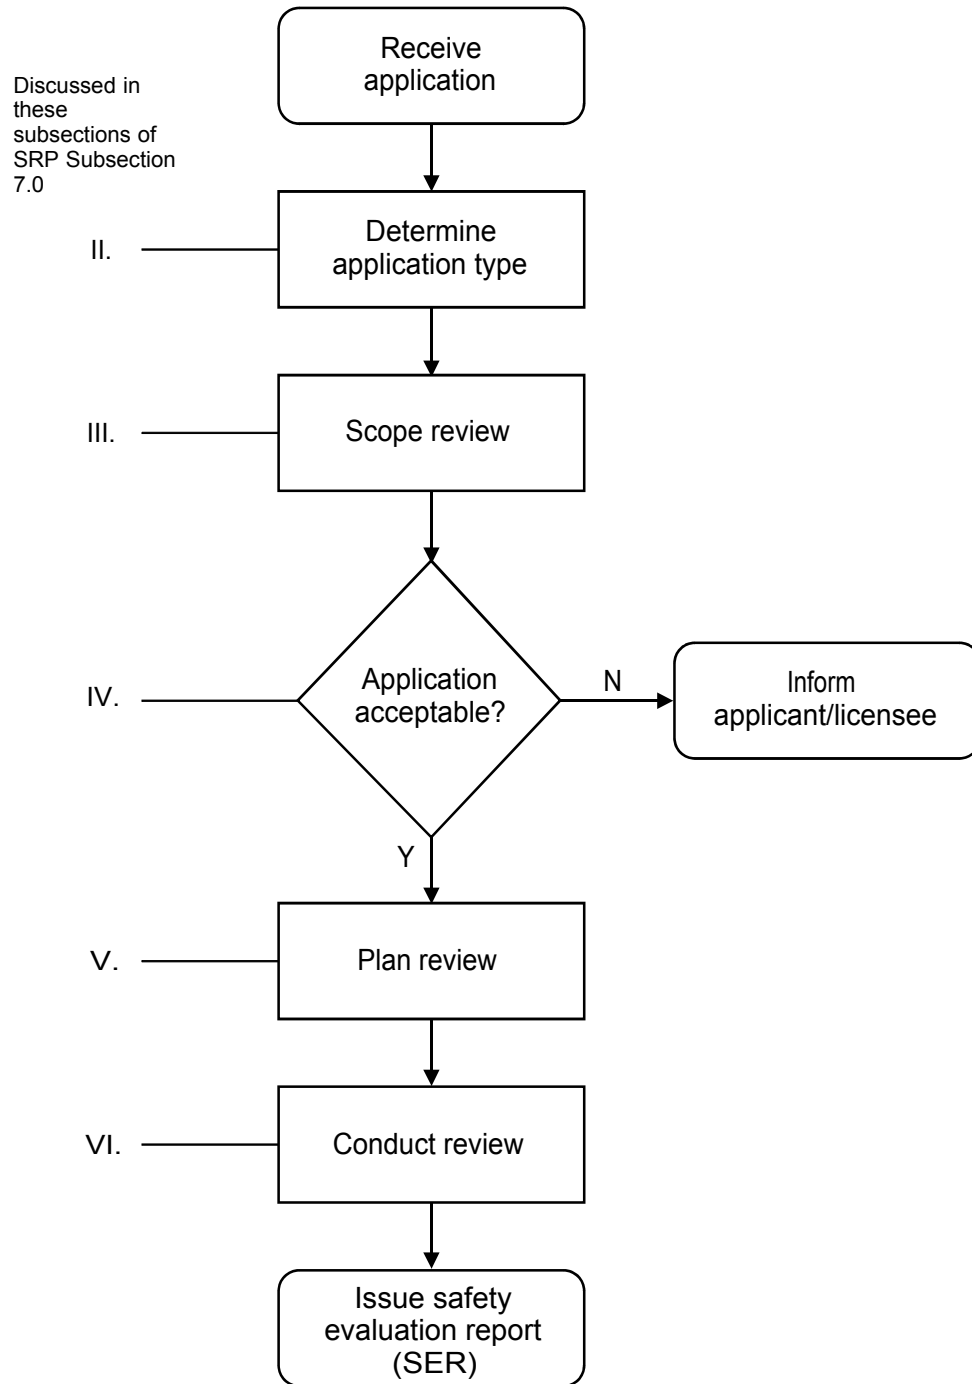 Receive
application
Discussed in
these
subsections of
SRP Subsection
7.0
II.
Determine
application type
III.
Scope review
IV.
Application
acceptable?
N
Inform
applicant/licensee
Y
V.
Plan review
VI.
Conduct review
Issue safety
evaluation report
(SER)